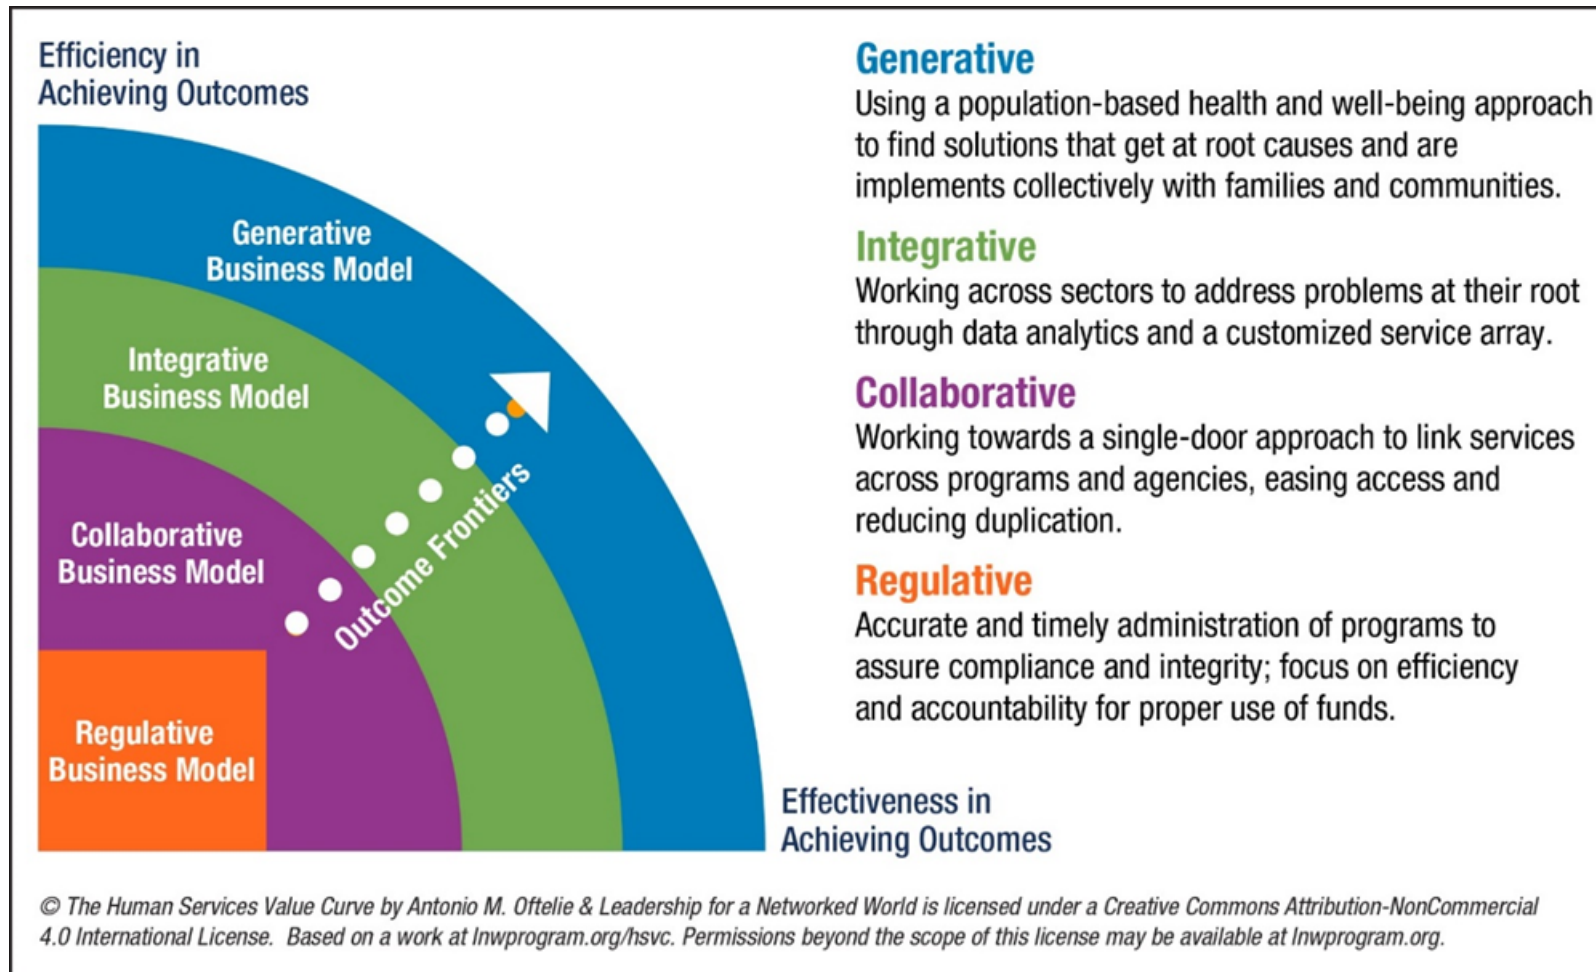 Efficiency in
Achieving Outcomes
Generative
Business Model
Integrative
Business Model
Collaborative
Business Model
Regulative
Business Model
Outcome Frontiers
Effectiveness in
Achieving Outcomes
Generative
Using a population-based health and well-being approach
to find solutions that get at root causes and are
implements collectively with families and communities.
Integrative
Working across sectors to address problems at their root
through data analytics and a customized service array.
Collaborative
Working towards a single-door approach to link services
across programs and agencies, easing access and
reducing duplication.
Regulative
Accurate and timely administration of programs to
assure compliance and integrity; focus on efficiency
and accountability for proper use of funds.
© The Human Services Value Curve by Antonio M. Oftelie & Leadership for a Networked World is licensed under a Creative Commons Attribution-NonCommercial
4.0 International License. Based on a work at lnwprogram.org/hsvc. Permissions beyond the scope of this license may be available at lnwprogram.org.